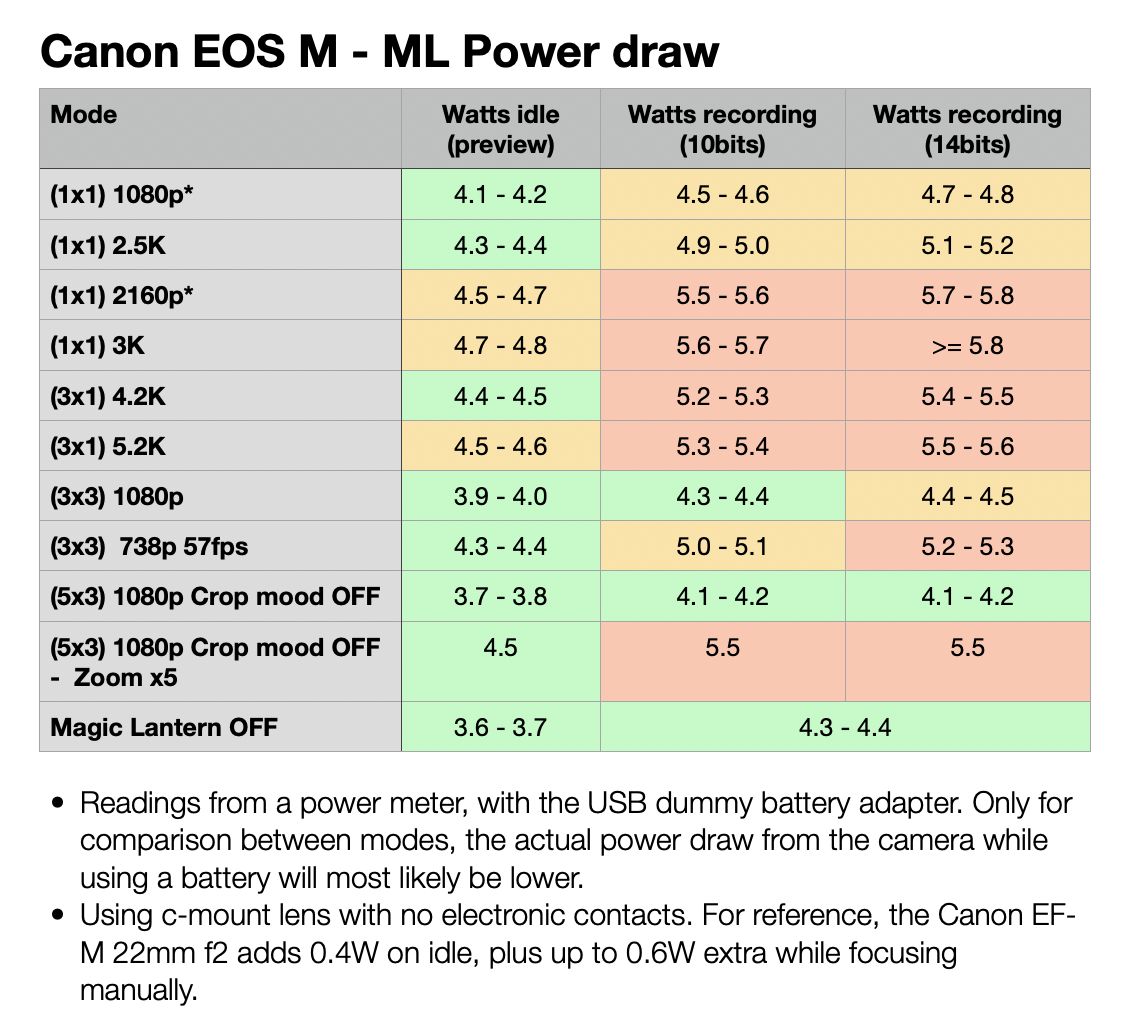 Canon EOS M - ML Power draw
Mode Watts idle (preview) Watts recording (10bits) Watts recording (14bits)
(1x1) 1080p* 4.1 - 4.2 4.5 - 4.6 4.7 - 4.8
(1x1) 2.5K 4.3 - 4.4 4.9 - 5.0 5.1 - 5.2
(1x1) 2160p* 4.5 - 4.7 5.5 - 5.6 5.7 - 5.8
(1x1) 3K 4.7 - 4.8 5.6 - 5.7 >= 5.8
(3x1) 4.2K 4.4 - 4.5 5.2 - 5.3 5.4 - 5.5
(3x1) 5.2K 4.5 - 4.6 5.3 - 5.4 5.5 - 5.6
(3x3) 1080p 3.9 - 4.0 4.3 - 4.4 4.4 - 4.5
(3x3) 738p 57fps 4.3 - 4.4 5.0 - 5.1 5.2 - 5.3
(5x3) 1080p Crop mood OFF 3.7 - 3.8 4.1 - 4.2 4.1 - 4.2
(5x3) 1080p Crop mood OFF 4.5 5.5 5.5
- Zoom x5
Magic Lantern OFF 3.6 - 3.7 4.3 - 4.4
• Readings from a power meter, with the USB dummy battery adapter. Only for
comparison between modes, the actual power draw from the camera while
using a battery will most likely be lower.
• Using c-mount lens with no electronic contacts. For reference, the Canon EF-
M 22mm f2 adds 0.4W on idle, plus up to 0.6W extra while focusing
manually.